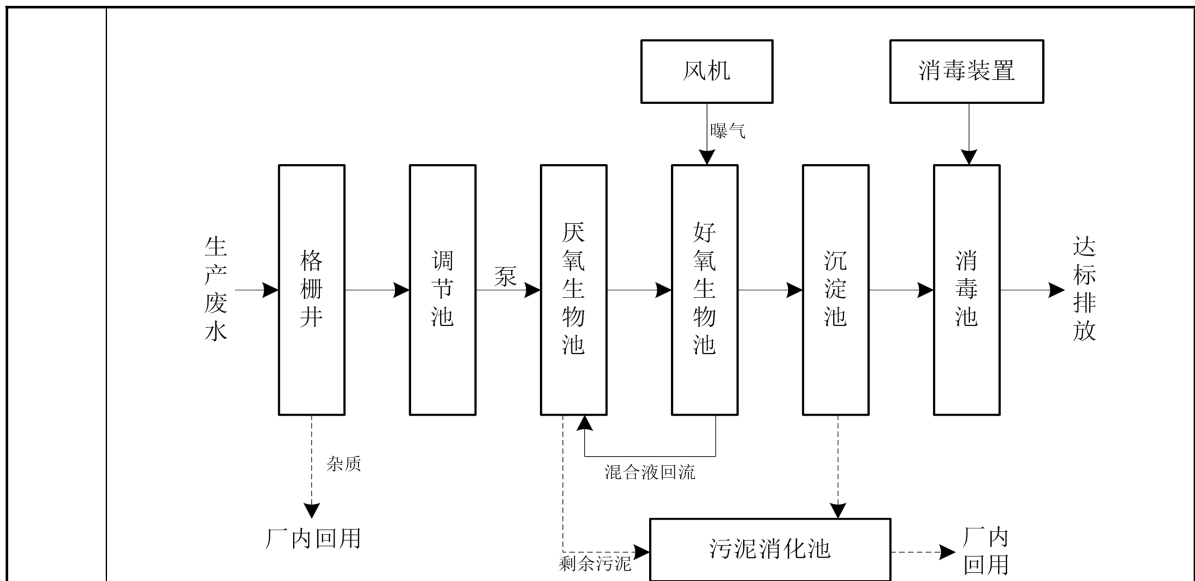 风机
消毒装置
曝气
生产废水
格栅井
调节池
泵
厌氧生物池
好氧生物池
沉淀池
消毒池
达标排放
杂质
混合液回流
厂内回用
剩余污泥
污泥消化池
厂内
回用